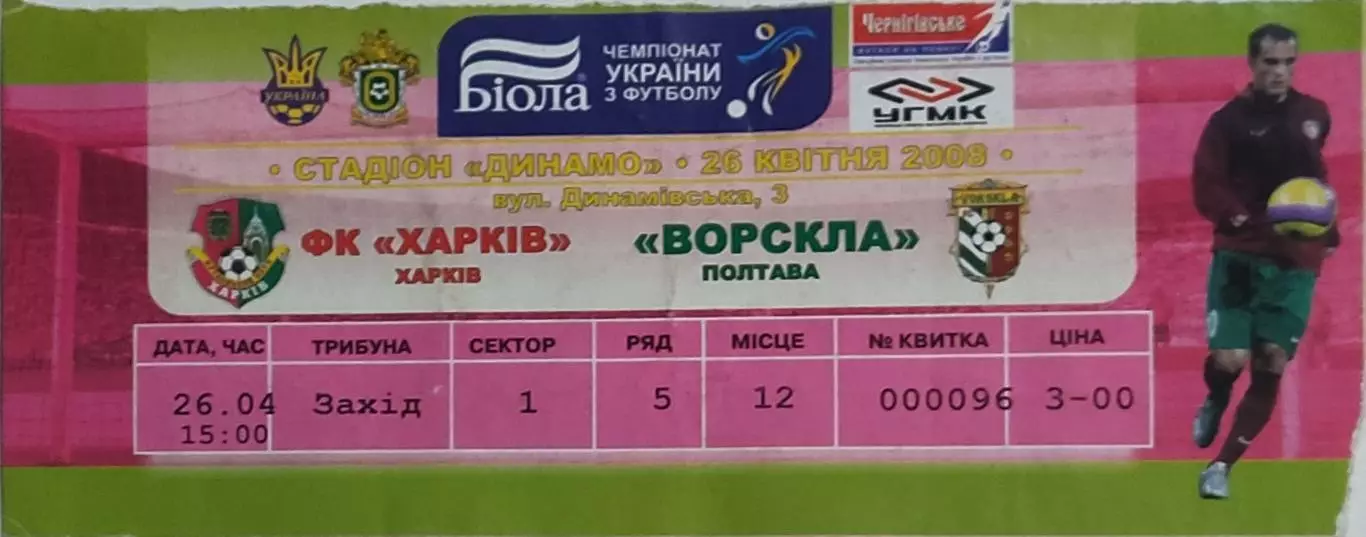 УКРАЇНА
Біола
ЧЕМПІОНАТ
УКРАЇНИ
З ФУТБОЛУ
Чернігівське
УГМК
• СТАДІОН «ДИНАМО» • 26 КВІТНЯ 2008 •
вул. Динамівська, 3
ФК «ХАРКІВ»
ХАРКІВ
«ВОРСКЛА»
ПОЛТАВА
ХАРКІВ
VORSKLA
ДАТА, ЧАС ТРИБУНА СЕКТОР РЯД МІСЦЕ № КВИТКА ЦІНА
26.04 Захід 1 5 12 000096 3-00
15:00